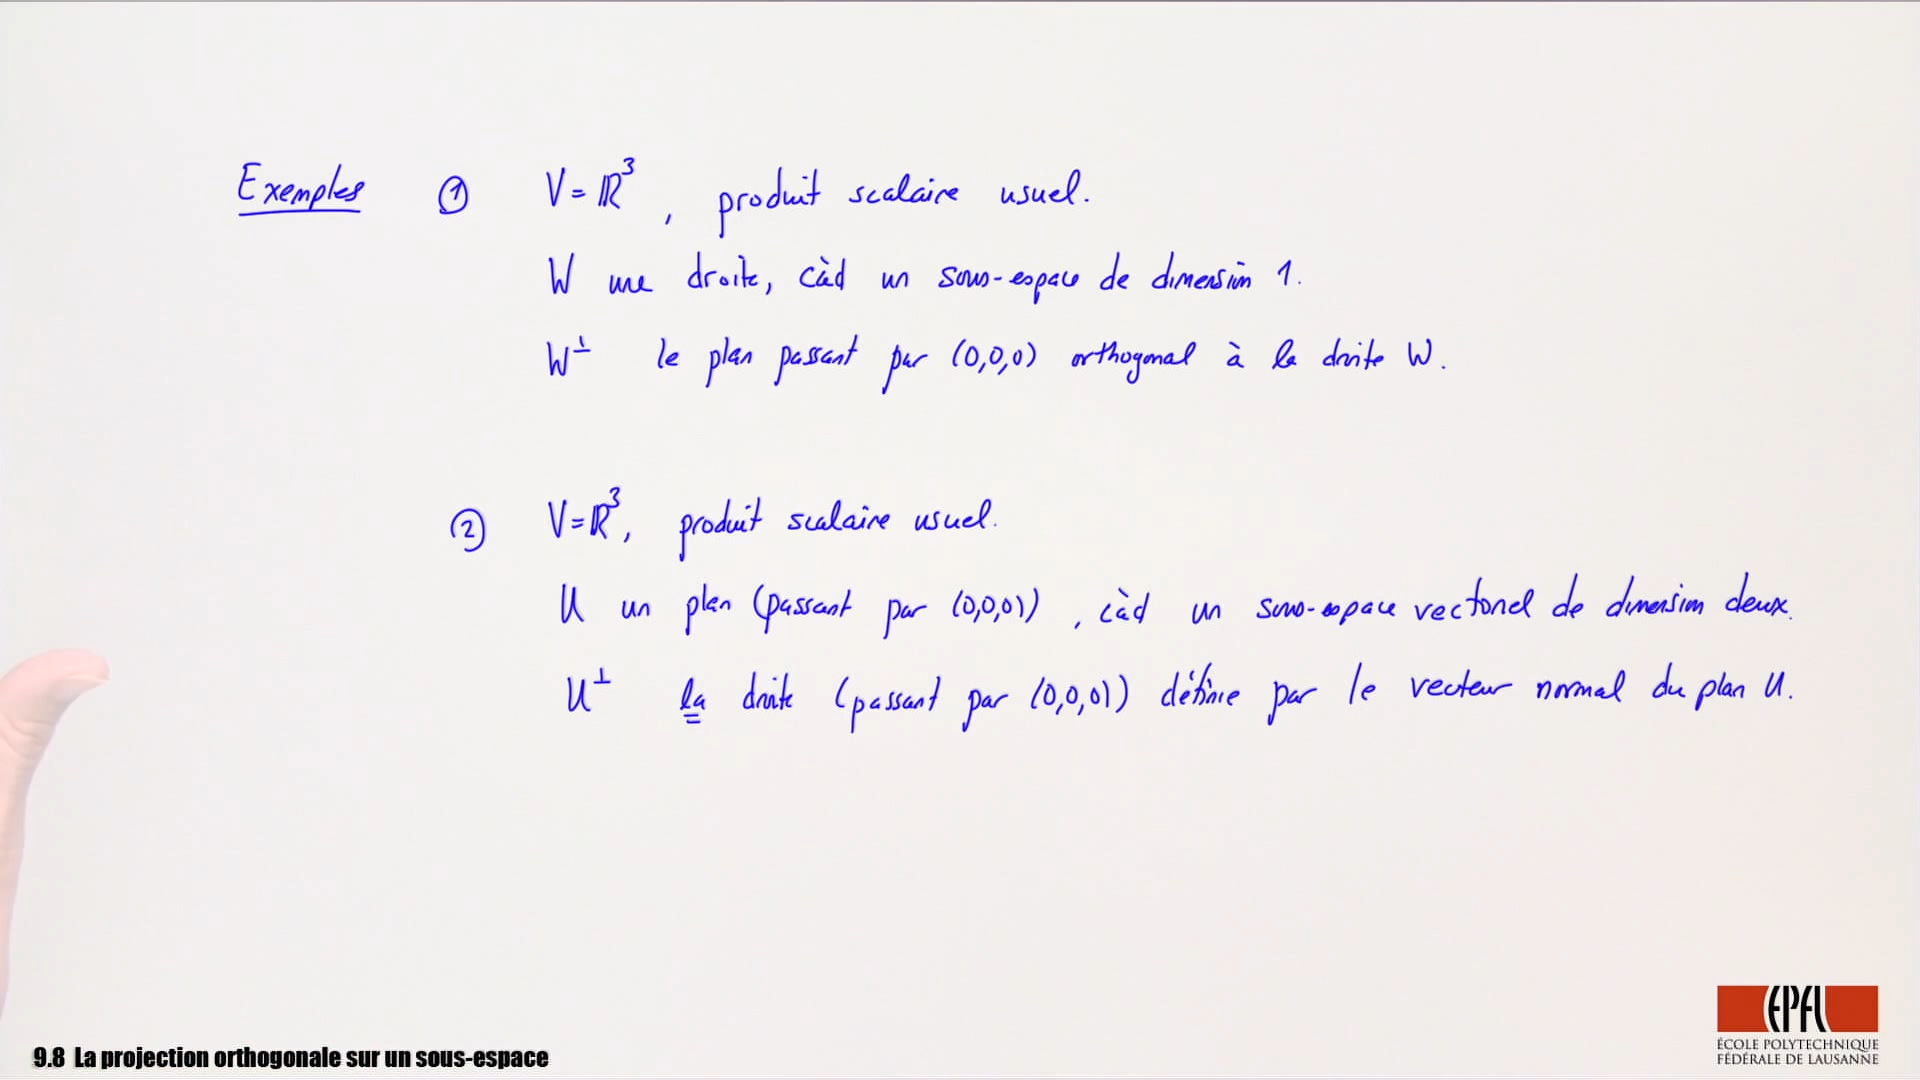 Exemples ① V = ℝ³, produit scalaire usuel.
W une droite, càd un sous-espace de dimension 1.
W⊥ le plan passant par (0,0,0) orthogonal à la droite W.
② V = ℝ³, produit scalaire usuel.
U un plan (passant par (0,0,0)), càd un sous-espace vectoriel de dimension deux.
U⊥ la droite (passant par (0,0,0)) définie par le vecteur normal du plan U.
EPFL
ÉCOLE POLYTECHNIQUE
FÉDÉRALE DE LAUSANNE
9.8 La projection orthogonale sur un sous-espace